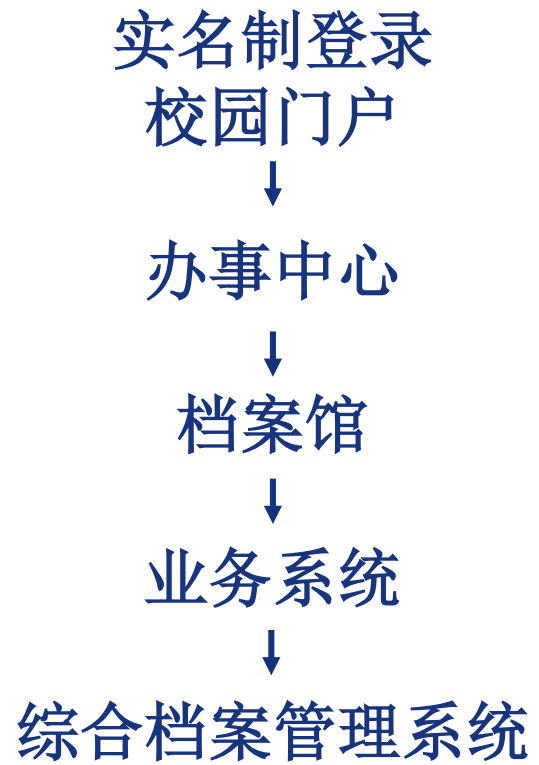 实名制登录
校园门户
办事中心
档案馆
业务系统
综合档案管理系统